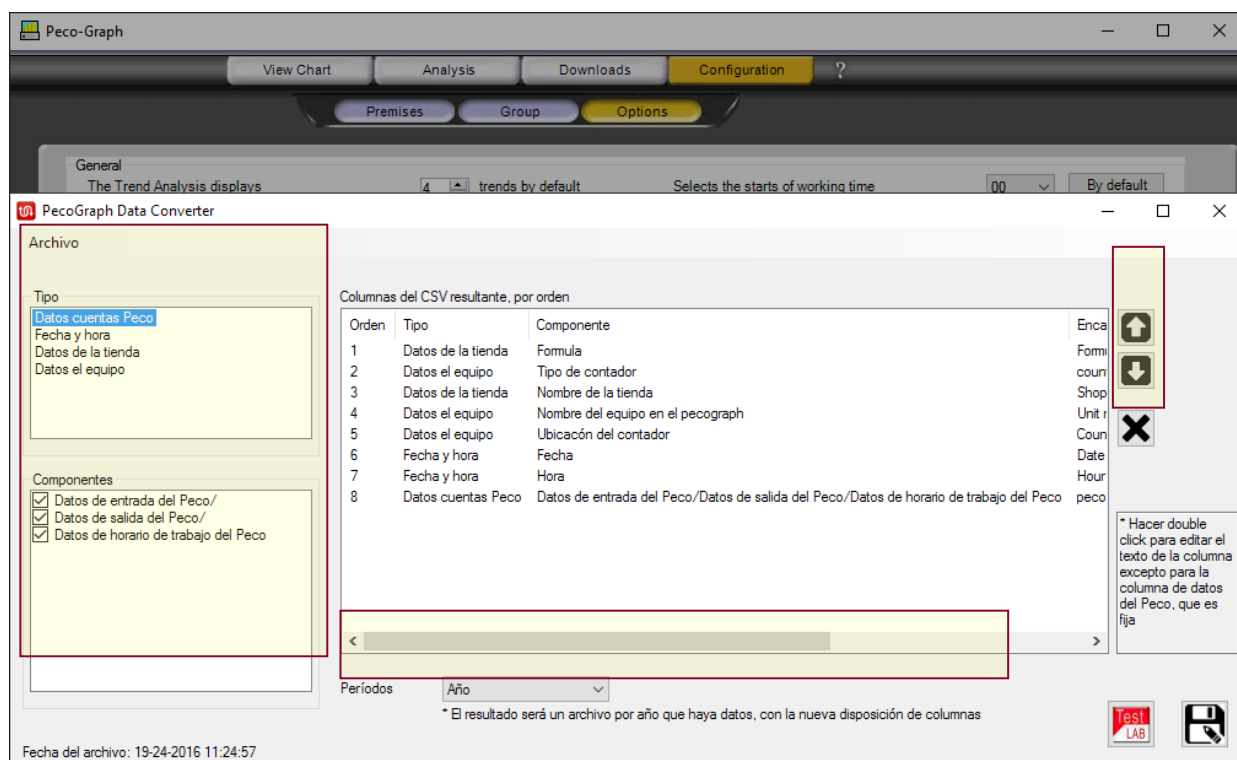 Peco-Graph
View Chart Analysis Downloads Configuration ?
Premises Group Options
General
The Trend Analysis displays 4 trends by default Selects the starts of working time 00 By default
PecoGraph Data Converter
Archivo
Tipo
Datos cuentas Peco
Fecha y hora
Datos de la tienda
Datos el equipo
Componentes
Datos de entrada del Peco/
Datos de salida del Peco/
Datos de horario de trabajo del Peco
Columnas del CSV resultante, por orden
Orden Tipo Componente Enca
1 Datos de la tienda Formula Formu
2 Datos el equipo Tipo de contador coun
3 Datos de la tienda Nombre de la tienda Shop
4 Datos el equipo Nombre del equipo en el pecograph Unit r
5 Datos el equipo Ubicacón del contador Coun
6 Fecha y hora Fecha Date
7 Fecha y hora Hora Hour
8 Datos cuentas Peco Datos de entrada del Peco/Datos de salida del Peco/Datos de horario de trabajo del Peco peco
* Hacer double
click para editar el
texto de la columna
excepto para la
columna de datos
del Peco, que es
fija
Períodos Año
* El resultado será un archivo por año que haya datos, con la nueva disposición de columnas
Test
LAB
Fecha del archivo: 19-24-2016 11:24:57